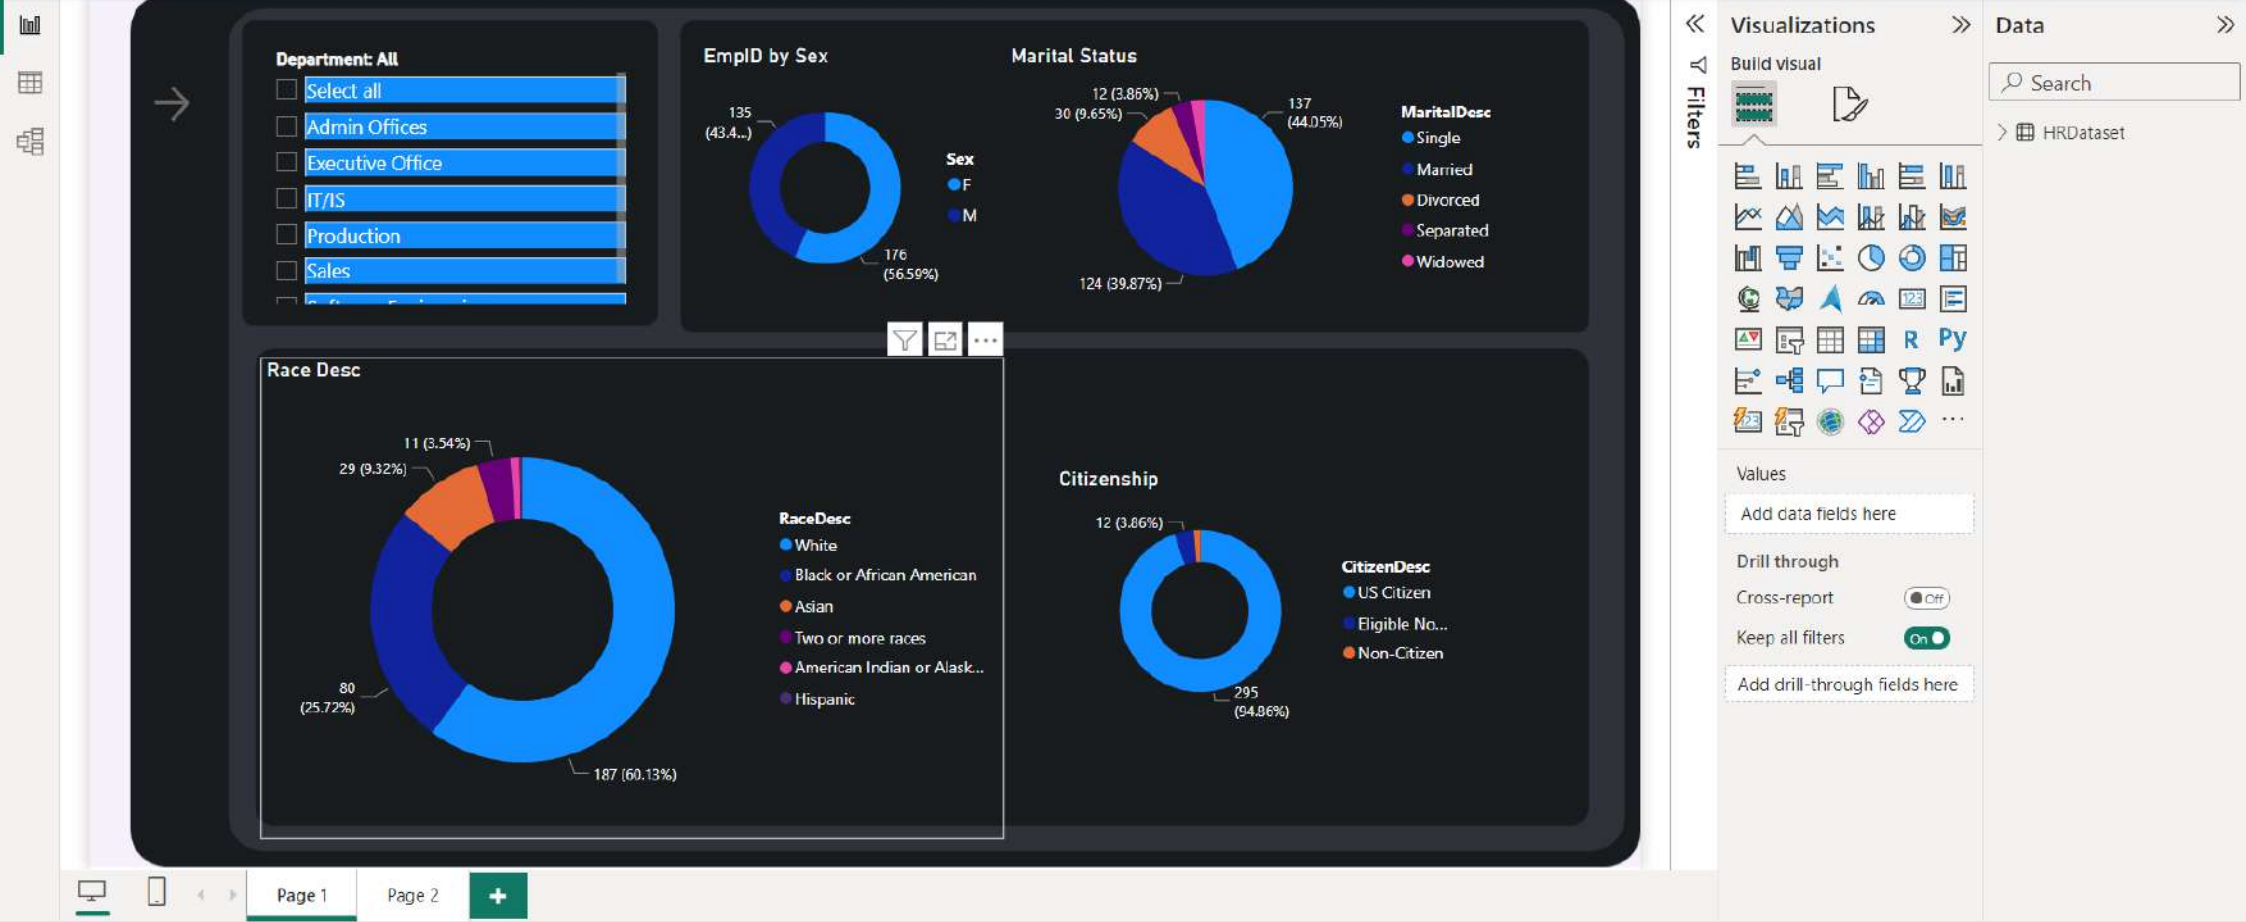 Department: All
Select all
Admin Offices
Executive Office
IT/IS
Production
Sales
EmpID by Sex
135
(43.4...)
176
(56.59%)
Sex
F
M
Marital Status
12 (3.86%)
30 (9.65%)
137
(44.05%)
124 (39.87%)
MaritalDesc
Single
Married
Divorced
Separated
Widowed
Race Desc
11 (3.54%)
29 (9.32%)
80
(25.72%)
187 (60.13%)
RaceDesc
White
Black or African American
Asian
Two or more races
American Indian or Alask...
Hispanic
Citizenship
12 (3.86%)
295
(94.86%)
CitizenDesc
US Citizen
Eligible No...
Non-Citizen
Page 1
Page 2
Filters
Visualizations
Build visual
123
R
Py
123
Values
Add data fields here
Drill through
Cross-report
Off
Keep all filters
On
Add drill-through fields here
Data
Search
HRDataset